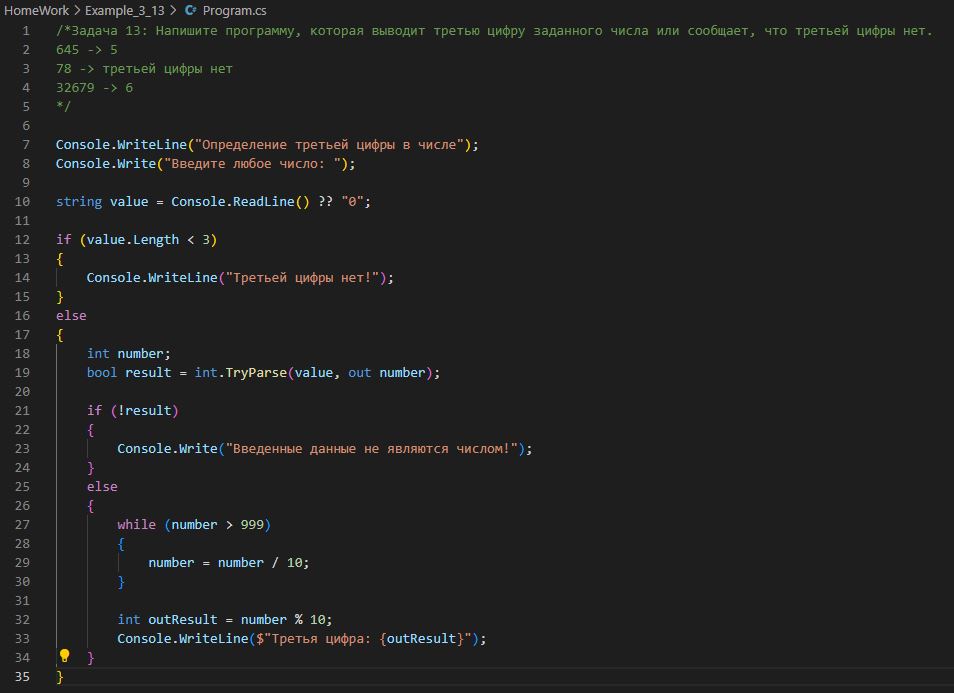 HomeWork > Example_3_13 > C# Program.cs
1 /*Задача 13: Напишите программу, которая выводит третью цифру заданного числа или сообщает, что третьей цифры нет.
2 645 -> 5
3 78 -> третьей цифры нет
4 32679 -> 6
5 */
6
7 Console.WriteLine("Определение третьей цифры в числе");
8 Console.Write("Введите любое число: ");
9
10 string value = Console.ReadLine() ?? "0";
11
12 if (value.Length < 3)
13 {
14     Console.WriteLine("Третьей цифры нет!");
15 }
16 else
17 {
18     int number;
19     bool result = int.TryParse(value, out number);
20
21     if (!result)
22     {
23         Console.Write("Введенные данные не являются числом!");
24     }
25     else
26     {
27         while (number > 999)
28         {
29             number = number / 10;
30         }
31
32         int outResult = number % 10;
33         Console.WriteLine($"Третья цифра: {outResult}");
34     }
35 }